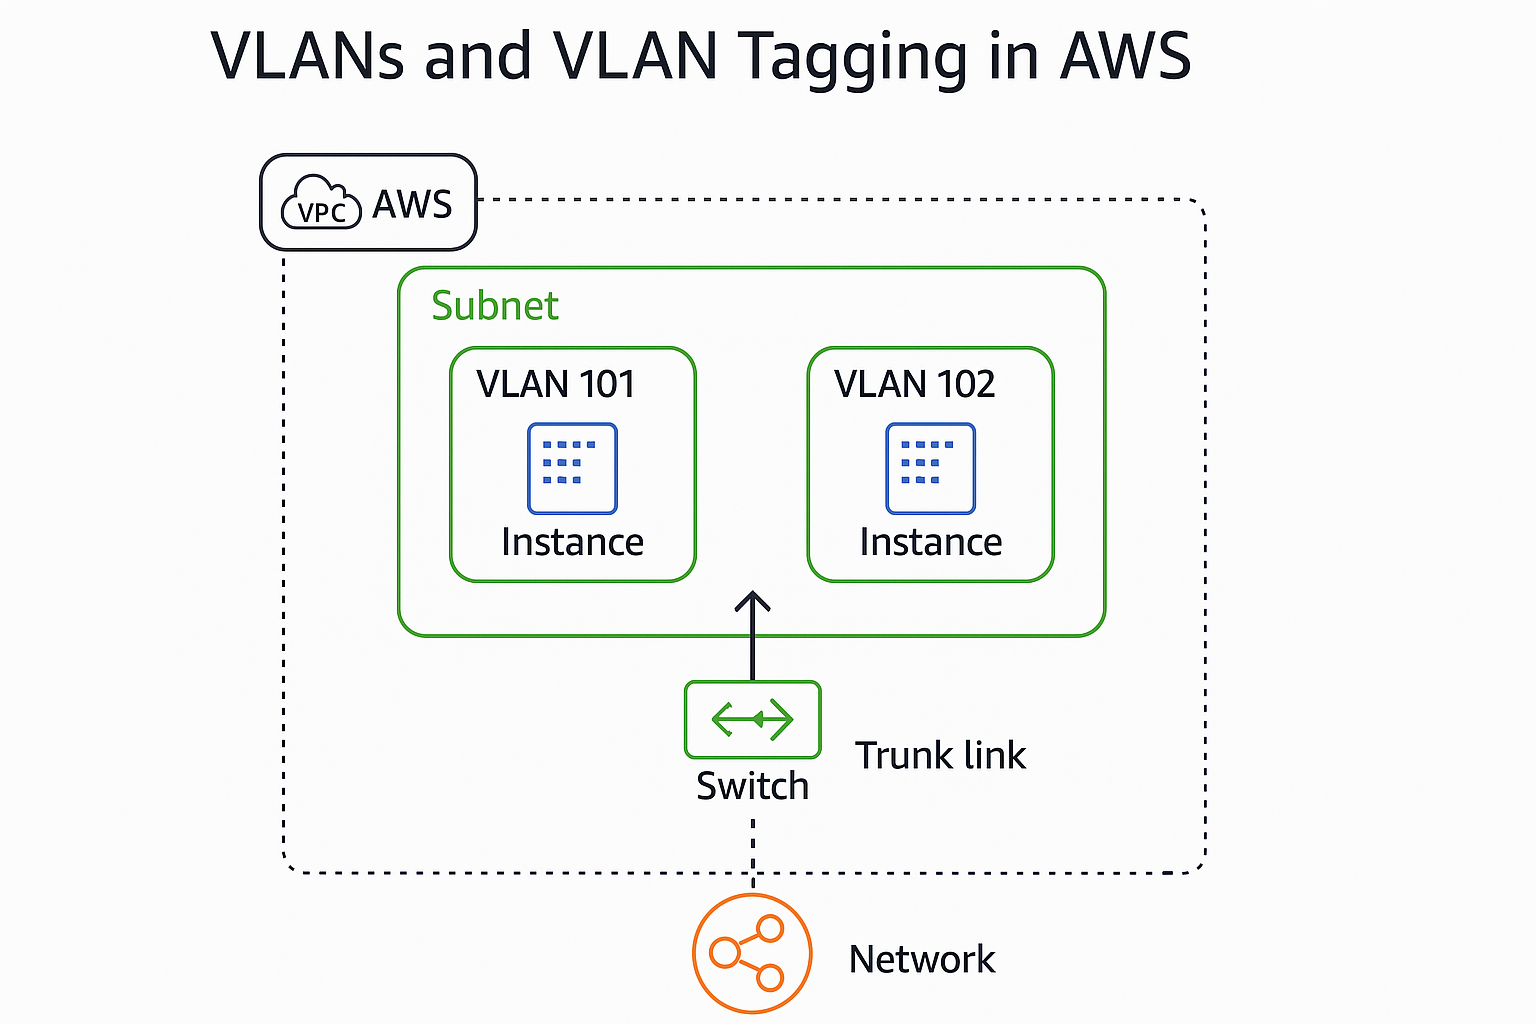 VLANs and VLAN Tagging in AWS
VPC AWS
Subnet
VLAN 101
Instance
VLAN 102
Instance
Switch
Trunk link
Network